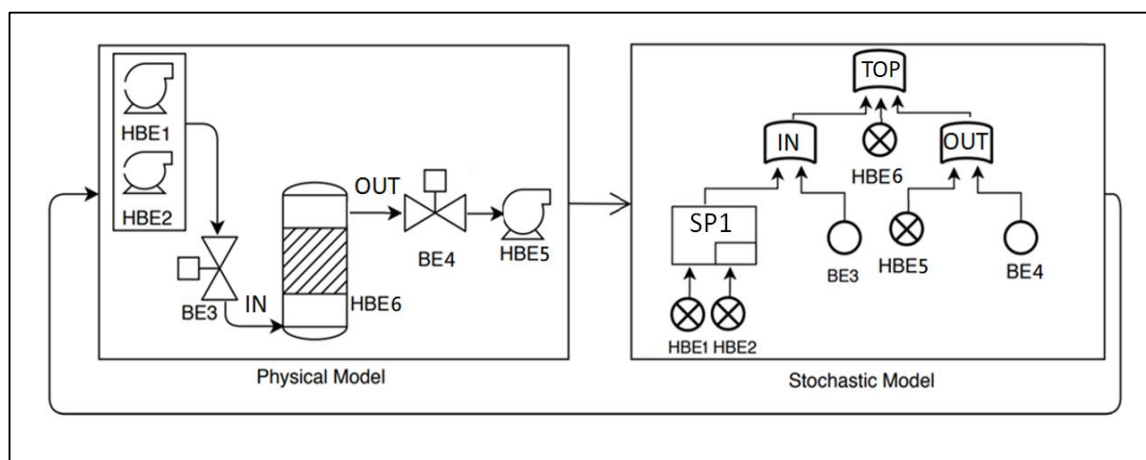 HBE1
HBE2
BE3
IN
HBE6
OUT
BE4
HBE5
Physical Model
TOP
IN
HBE6
OUT
SP1
BE3
HBE5
BE4
HBE1 HBE2
Stochastic Model